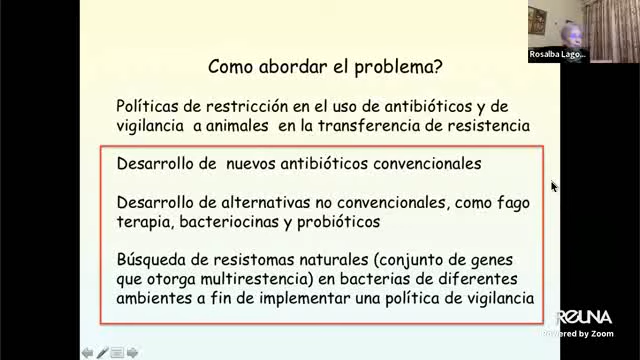 Rosalba Lago...
Como abordar el problema?
Políticas de restricción en el uso de antibióticos y de
vigilancia a animales en la transferencia de resistencia
Desarrollo de nuevos antibióticos convencionales
Desarrollo de alternativas no convencionales, como fago
terapia, bacteriocinas y probióticos
Búsqueda de resistomas naturales (conjunto de genes
que otorga multirestencia) en bacterias de diferentes
ambientes a fin de implementar una política de vigilancia
REUNA
Powered by Zoom